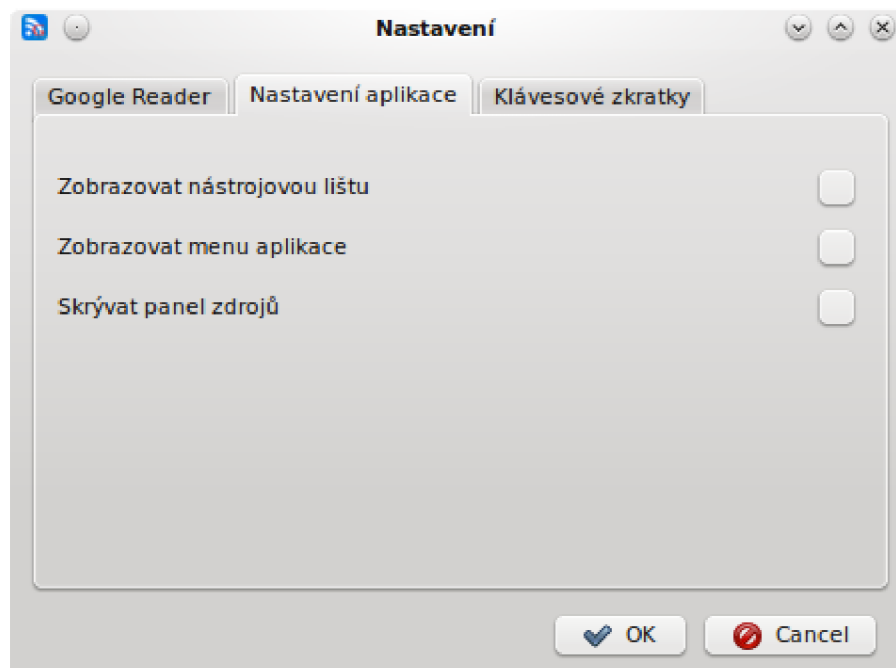 Nastavení
Google Reader Nastavení aplikace Klávesové zkratky
Zobrazovat nástrojovou lištu
Zobrazovat menu aplikace
Skrývat panel zdrojů
OK Cancel